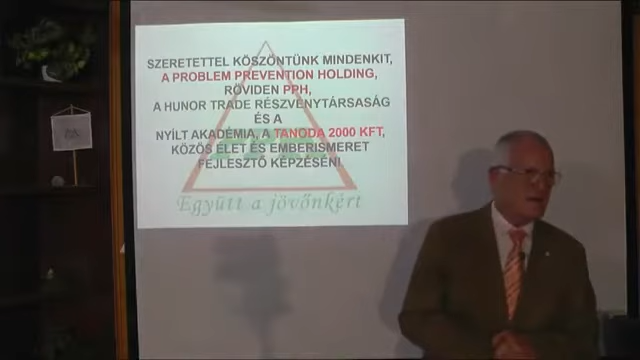 SZERETETTEL KÖSZÖNTÜNK MINDENKIT,
A PROBLEM PREVENTION HOLDING,
RÖVIDEN PPH,
A HUNOR TRADE RÉSZVÉNYTÁRSASÁG
ÉS A
NYÍLT AKADÉMIA, A TANODA 2000 KFT,
KÖZÖS ÉLET ÉS EMBERISMERET
FEJLESZTŐ KÉPZÉSÉN!
Együtt a jövőnkért